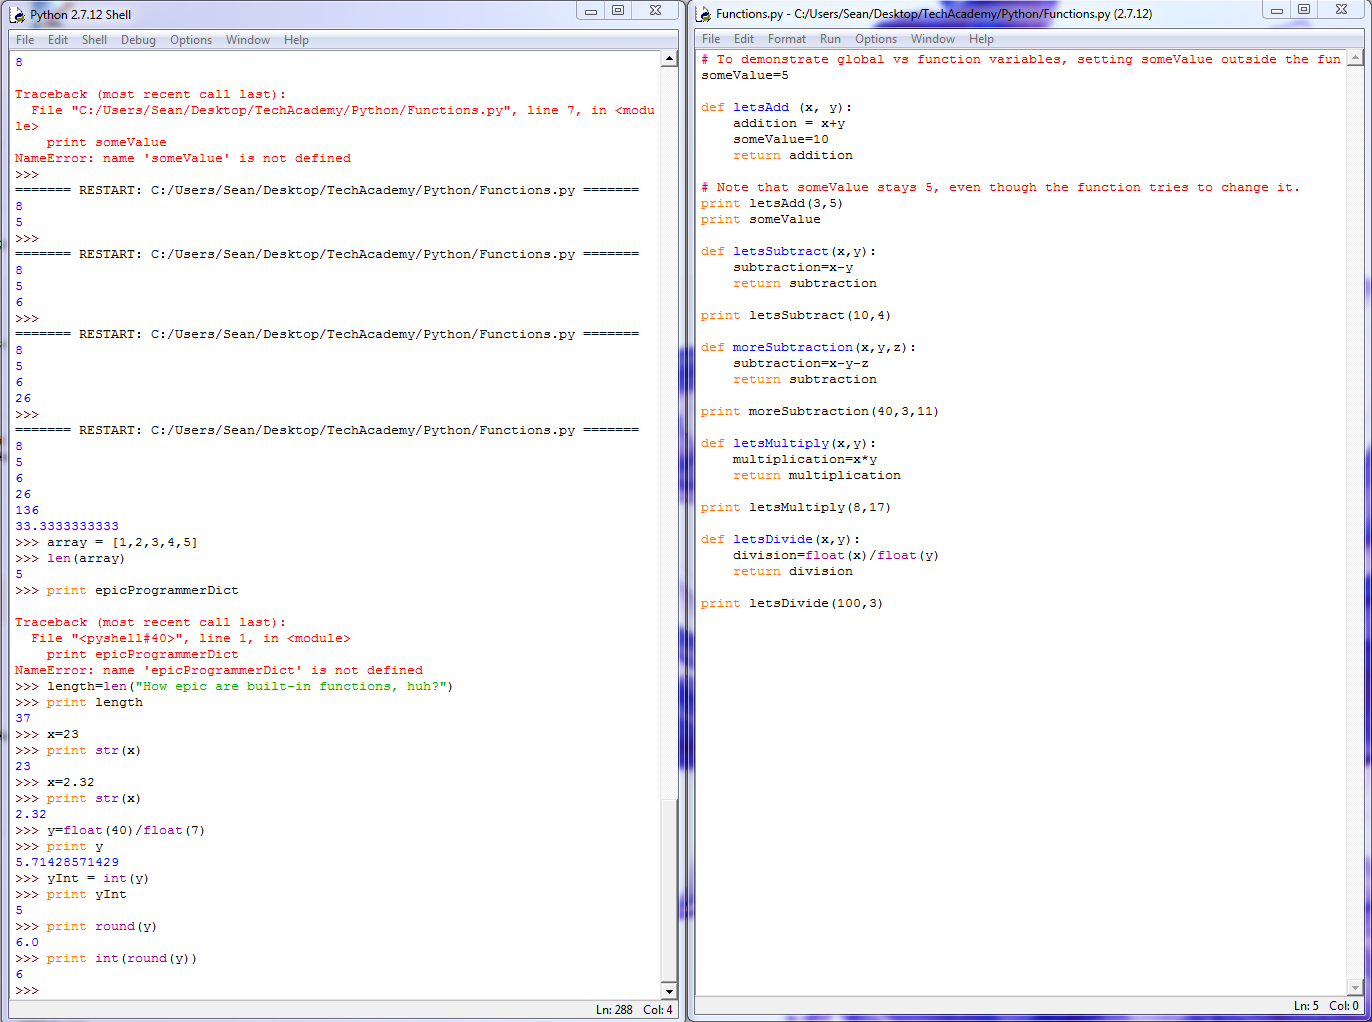 Python 2.7.12 Shell
File Edit Shell Debug Options Window Help
8
Traceback (most recent call last):
  File "C:/Users/Sean/Desktop/TechAcademy/Python/Functions.py", line 7, in <modu
le>
    print someValue
NameError: name 'someValue' is not defined
>>>
======= RESTART: C:/Users/Sean/Desktop/TechAcademy/Python/Functions.py =======
8
5
>>>
======= RESTART: C:/Users/Sean/Desktop/TechAcademy/Python/Functions.py =======
8
5
6
>>>
======= RESTART: C:/Users/Sean/Desktop/TechAcademy/Python/Functions.py =======
8
5
6
26
>>>
======= RESTART: C:/Users/Sean/Desktop/TechAcademy/Python/Functions.py =======
8
5
6
26
136
33.3333333333
>>> array = [1,2,3,4,5]
>>> len(array)
5
>>> print epicProgrammerDict
Traceback (most recent call last):
  File "<pyshell#40>", line 1, in <module>
    print epicProgrammerDict
NameError: name 'epicProgrammerDict' is not defined
>>> length=len("How epic are built-in functions, huh?")
>>> print length
37
>>> x=23
>>> print str(x)
23
>>> x=2.32
>>> print str(x)
2.32
>>> y=float(40)/float(7)
>>> print y
5.71428571429
>>> yInt = int(y)
>>> print yInt
5
>>> print round(y)
6.0
>>> print int(round(y))
6
>>>
Ln: 288 Col: 4
Functions.py - C:/Users/Sean/Desktop/TechAcademy/Python/Functions.py (2.7.12)
File Edit Format Run Options Window Help
# To demonstrate global vs function variables, setting someValue outside the fun
someValue=5
def letsAdd (x, y):
    addition = x+y
    someValue=10
    return addition
# Note that someValue stays 5, even though the function tries to change it.
print letsAdd(3,5)
print someValue
def letsSubtract(x,y):
    subtraction=x-y
    return subtraction
print letsSubtract(10,4)
def moreSubtraction(x,y,z):
    subtraction=x-y-z
    return subtraction
print moreSubtraction(40,3,11)
def letsMultiply(x,y):
    multiplication=x*y
    return multiplication
print letsMultiply(8,17)
def letsDivide(x,y):
    division=float(x)/float(y)
    return division
print letsDivide(100,3)
Ln: 5 Col: 0